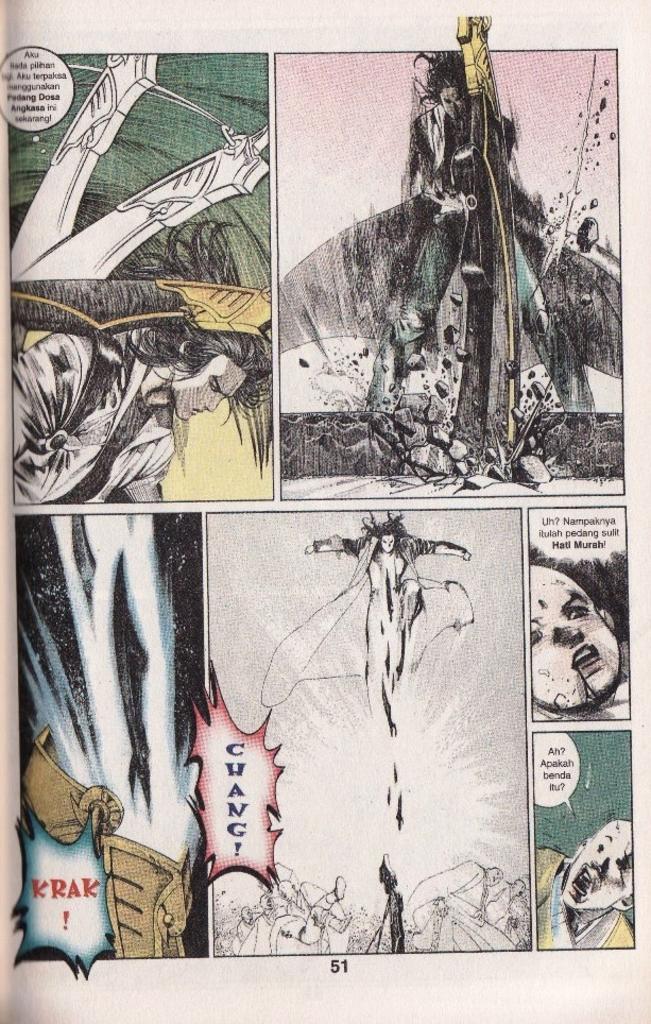 Aku
tiada pilihan
lagi. Aku terpaksa
menggunakan
Pedang Dosa
Angkasa ini
sekarang!
Uh? Nampaknya
itulah pedang sulit
Hati Murah!
CHANG!
Ah?
Apakah
benda
itu?
KRAK
!
51